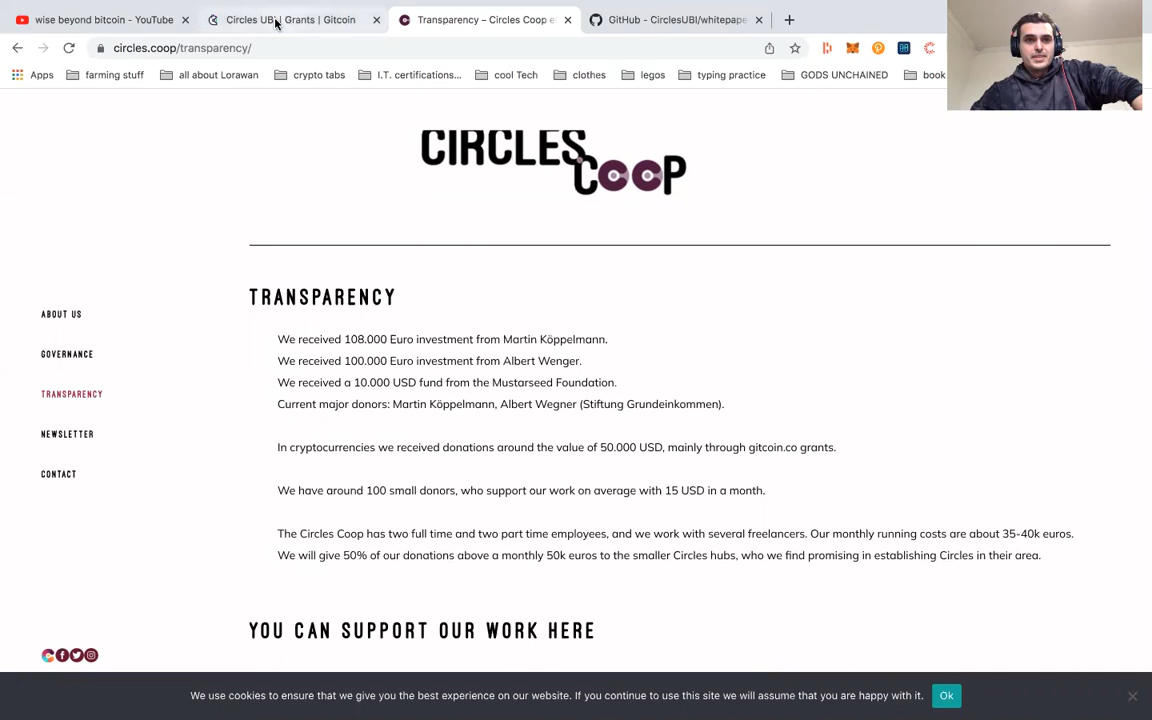 wise beyond bitcoin - YouTube
Circles UBI | Grants | Gitcoin
Transparency – Circles Coop e
GitHub - CirclesUBI/whitepape
circles.coop/transparency/
Apps
farming stuff
all about Lorawan
crypto tabs
I.T. certifications...
cool Tech
clothes
legos
typing practice
GODS UNCHAINED
book
CIRCLES
COOP
TRANSPARENCY
ABOUT US
GOVERNANCE
TRANSPARENCY
NEWSLETTER
CONTACT
We received 108.000 Euro investment from Martin Köppelmann.
We received 100.000 Euro investment from Albert Wenger.
We received a 10.000 USD fund from the Mustarseed Foundation.
Current major donors: Martin Köppelmann, Albert Wegner (Stiftung Grundeinkommen).
In cryptocurrencies we received donations around the value of 50.000 USD, mainly through gitcoin.co grants.
We have around 100 small donors, who support our work on average with 15 USD in a month.
The Circles Coop has two full time and two part time employees, and we work with several freelancers. Our monthly running costs are about 35-40k euros.
We will give 50% of our donations above a monthly 50k euros to the smaller Circles hubs, who we find promising in establishing Circles in their area.
YOU CAN SUPPORT OUR WORK HERE
We use cookies to ensure that we give you the best experience on our website. If you continue to use this site we will assume that you are happy with it.
Ok